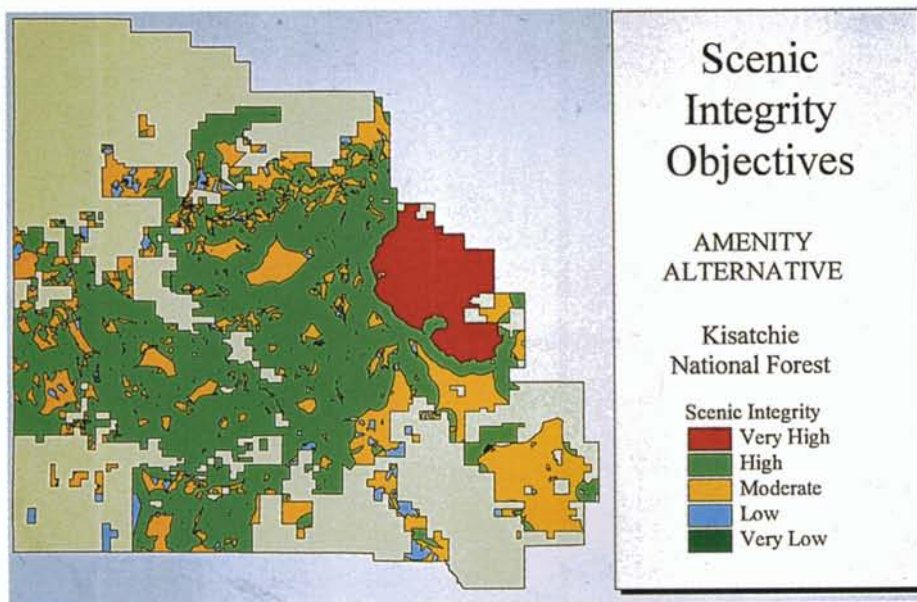 Scenic
Integrity
Objectives
AMENITY
ALTERNATIVE
Kisatchie
National Forest
Scenic Integrity
Very High
High
Moderate
Low
Very Low